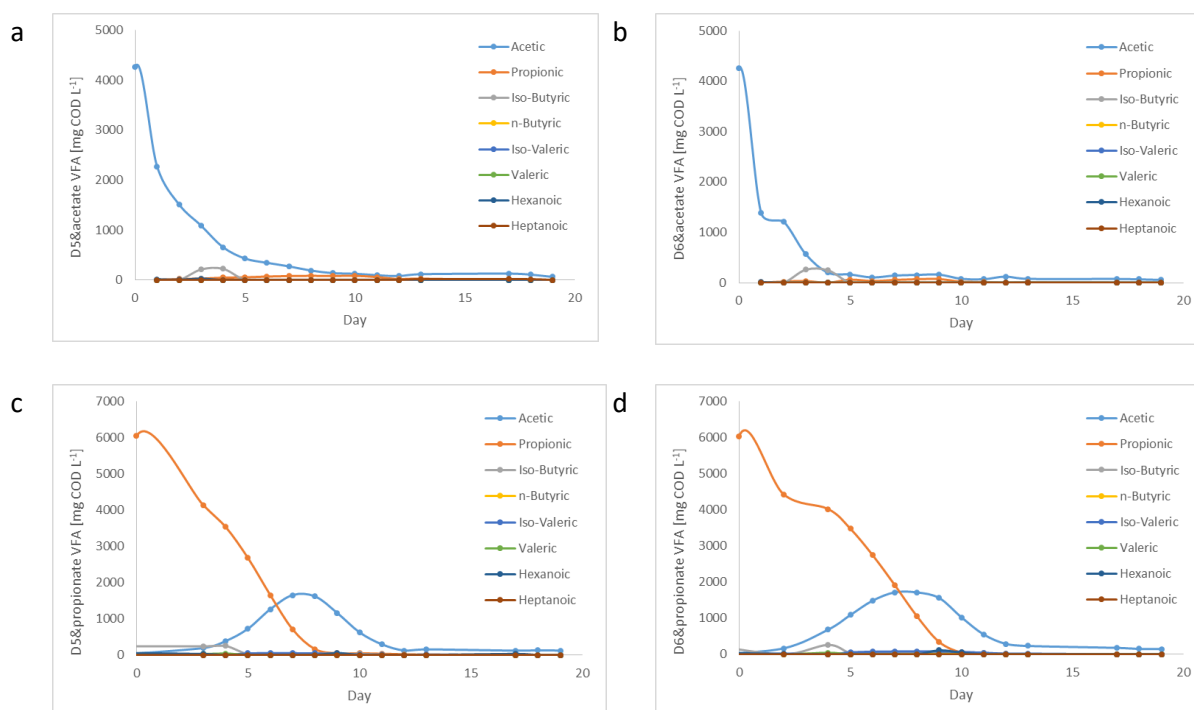 a
D5&acetate VFA [mg COD L-1]
5000
4000
3000
2000
1000
0
0 5 10 15 20
Day
Acetic
Propionic
Iso-Butyric
n-Butyric
Iso-Valeric
Valeric
Hexanoic
Heptanoic
b
D6&acetate VFA [mg COD L-1]
5000
4000
3000
2000
1000
0
0 5 10 15 20
Day
Acetic
Propionic
Iso-Butyric
n-Butyric
Iso-Valeric
Valeric
Hexanoic
Heptanoic
c
D5&propionate VFA [mg COD L-1]
7000
6000
5000
4000
3000
2000
1000
0
0 5 10 15 20
Day
Acetic
Propionic
Iso-Butyric
n-Butyric
Iso-Valeric
Valeric
Hexanoic
Heptanoic
d
D6&propionate VFA [mg COD L-1]
7000
6000
5000
4000
3000
2000
1000
0
0 5 10 15 20
Day
Acetic
Propionic
Iso-Butyric
n-Butyric
Iso-Valeric
Valeric
Hexanoic
Heptanoic